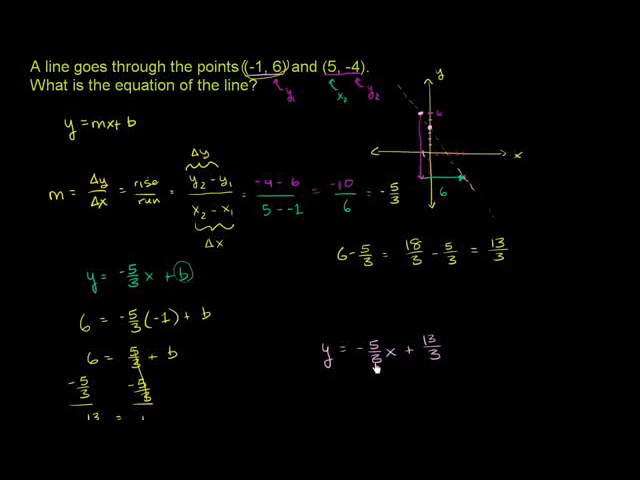 A line goes through the points (-1, 6) and (5, -4).
What is the equation of the line?
y₁ x₂ y₂
y
6
x
6
y = mx + b
m = Δy/Δx = rise/run = (y₂ - y₁)/(x₂ - x₁) = (-4 - 6)/(5 - -1) = -10/6 = -5/3
Δy
Δx
6 - 5/3 = 18/3 - 5/3 = 13/3
y = -5/3 x + b
6 = -5/3 (-1) + b
6 = 5/3 + b
-5/3 -5/3
13 =
y = -5/3 x + 13/3